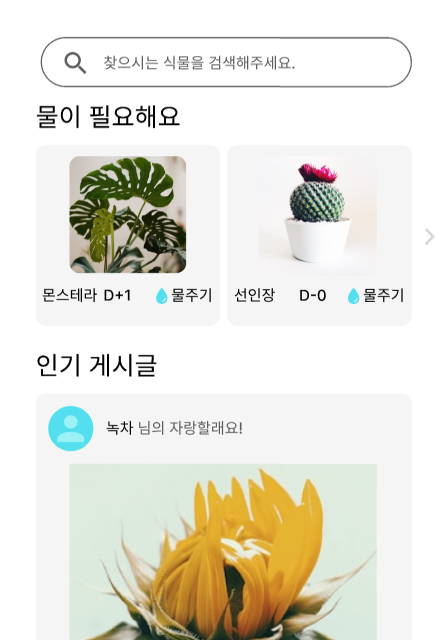 찾으시는 식물을 검색해주세요.
물이 필요해요
몬스테라 D+1 물주기
선인장 D-0 물주기
인기 게시글
녹차 님의 자랑할래요!